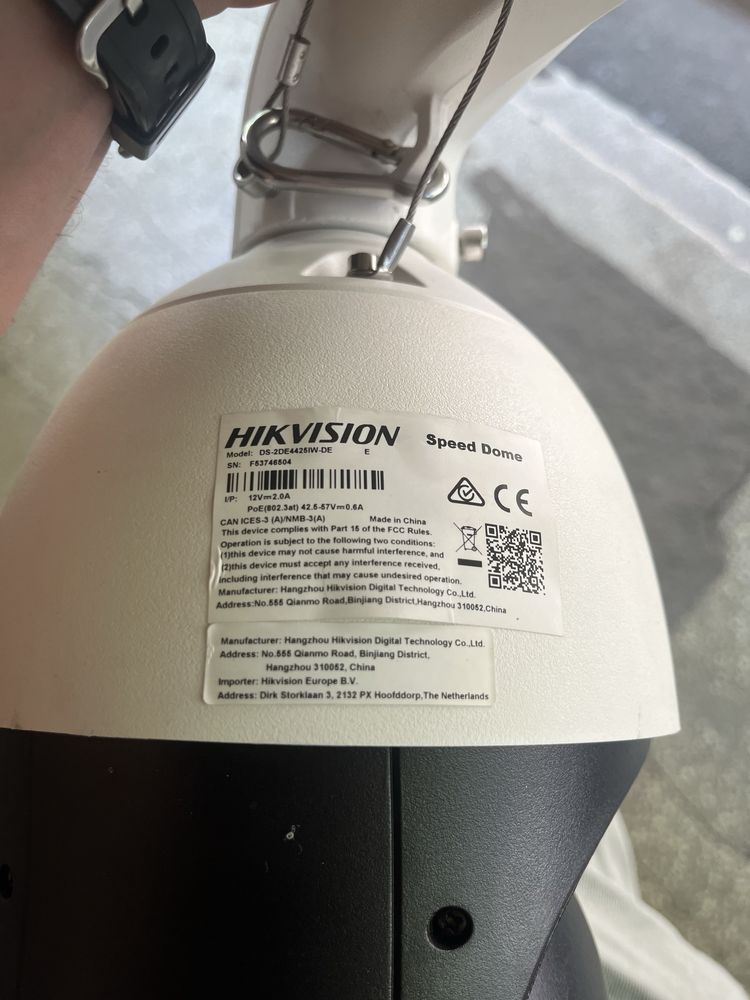 HIKVISION Speed Dome
Model: DS-2DE4425IW-DE E
SN: F53746504
I/P: 12V⎓2.0A
PoE(802.3at) 42.5-57V⎓0.6A
CAN ICES-3 (A)/NMB-3(A) Made in China
This device complies with Part 15 of the FCC Rules.
Operation is subject to the following two conditions:
(1)this device may not cause harmful interference, and
(2)this device must accept any interference received,
including interference that may cause undesired operation.
Manufacturer: Hangzhou Hikvision Digital Technology Co.,Ltd.
Address:No.555 Qianmo Road,Binjiang District,Hangzhou 310052,China
CE
Manufacturer: Hangzhou Hikvision Digital Technology Co.,Ltd.
Address: No.555 Qianmo Road, Binjiang District,
Hangzhou 310052, China
Importer: Hikvision Europe B.V.
Address: Dirk Storklaan 3, 2132 PX Hoofddorp,The Netherlands